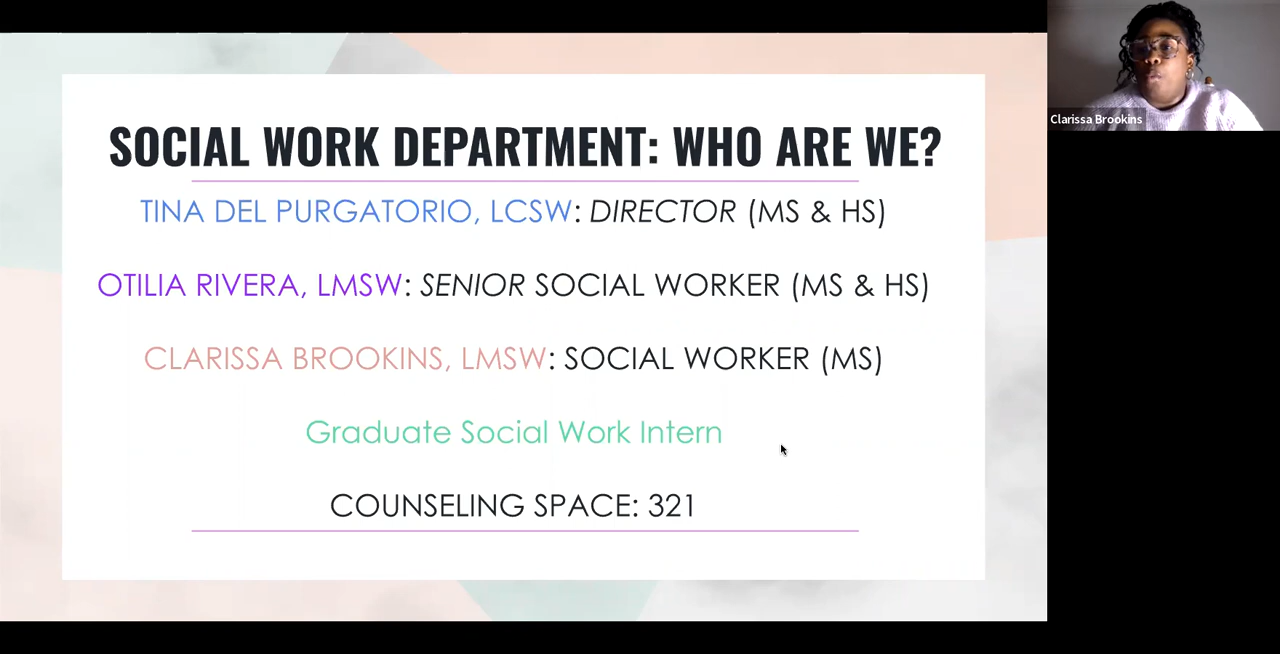 SOCIAL WORK DEPARTMENT: WHO ARE WE?
TINA DEL PURGATORIO, LCSW: DIRECTOR (MS & HS)
OTILIA RIVERA, LMSW: SENIOR SOCIAL WORKER (MS & HS)
CLARISSA BROOKINS, LMSW: SOCIAL WORKER (MS)
Graduate Social Work Intern
COUNSELING SPACE: 321
Clarissa Brookins